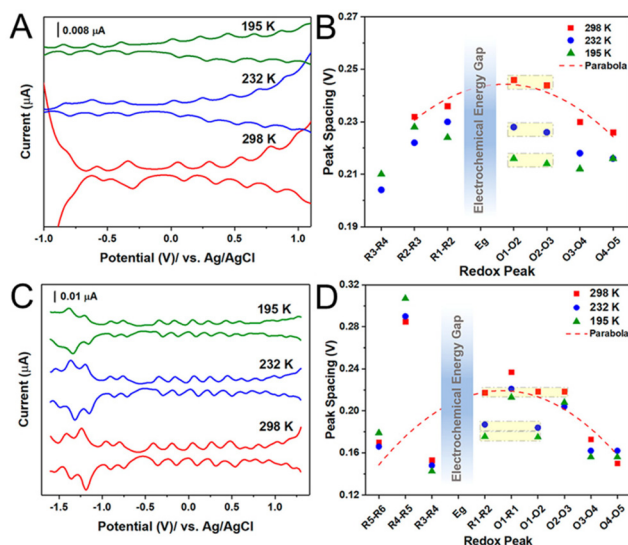 A
0.008 μA
195 K
232 K
298 K
Current (μA)
-1.0 -0.5 0.0 0.5 1.0
Potential (V)/ vs. Ag/AgCl
B
0.27
0.25
0.23
0.21
0.19
Peak Spacing (V)
298 K
232 K
195 K
Parabola
Electrochemical Energy Gap
R3-R4 R2-R3 R1-R2 Eg O1-O2 O2-O3 O3-O4 O4-O5
Redox Peak
C
0.01 μA
195 K
232 K
298 K
Current (μA)
-1.5 -1.0 -0.5 0.0 0.5 1.0
Potential (V)/ vs. Ag/AgCl
D
0.32
0.28
0.24
0.20
0.16
0.12
Peak Spacing (V)
298 K
232 K
195 K
Parabola
Electrochemical Energy Gap
R5-R6 R4-R5 R3-R4 Eg R1-R2 O1-R1 O1-O2 O2-O3 O3-O4 O4-O5
Redox Peak